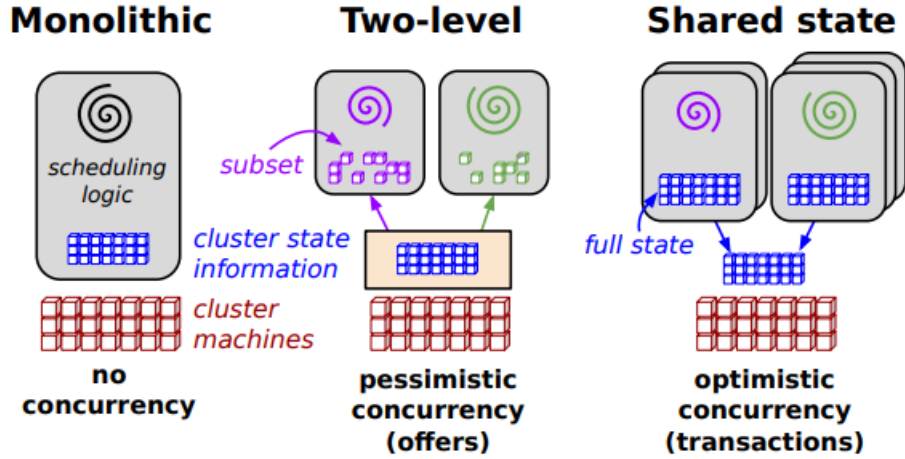 Monolithic
Two-level
Shared state
scheduling
logic
subset
cluster state
information
full state
cluster
machines
no
concurrency
pessimistic
concurrency
(offers)
optimistic
concurrency
(transactions)